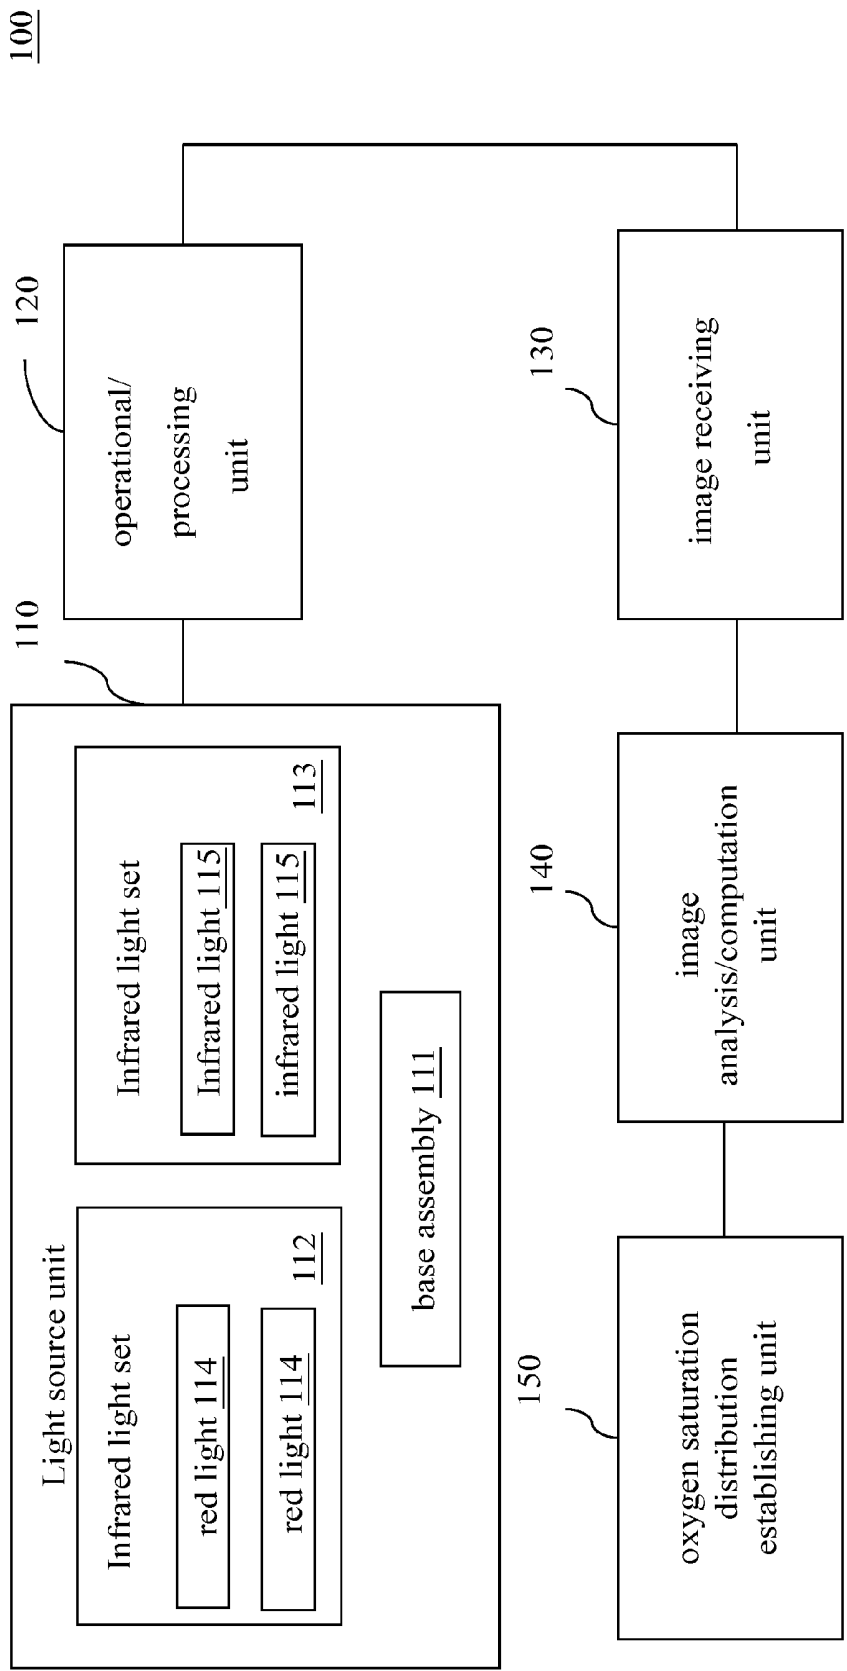 100
Light source unit
110
Infrared light set
red light 114
red light 114
112
Infrared light set
Infrared light 115
infrared light 115
113
base assembly 111
120
operational/
processing
unit
150
oxygen saturation
distribution
establishing unit
140
image
analysis/computation
unit
130
image receiving
unit